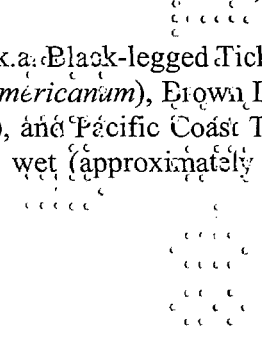 k.a. Black-legged Tick
mericanum), Brown D
), and Pacific Coast T
wet (approximately